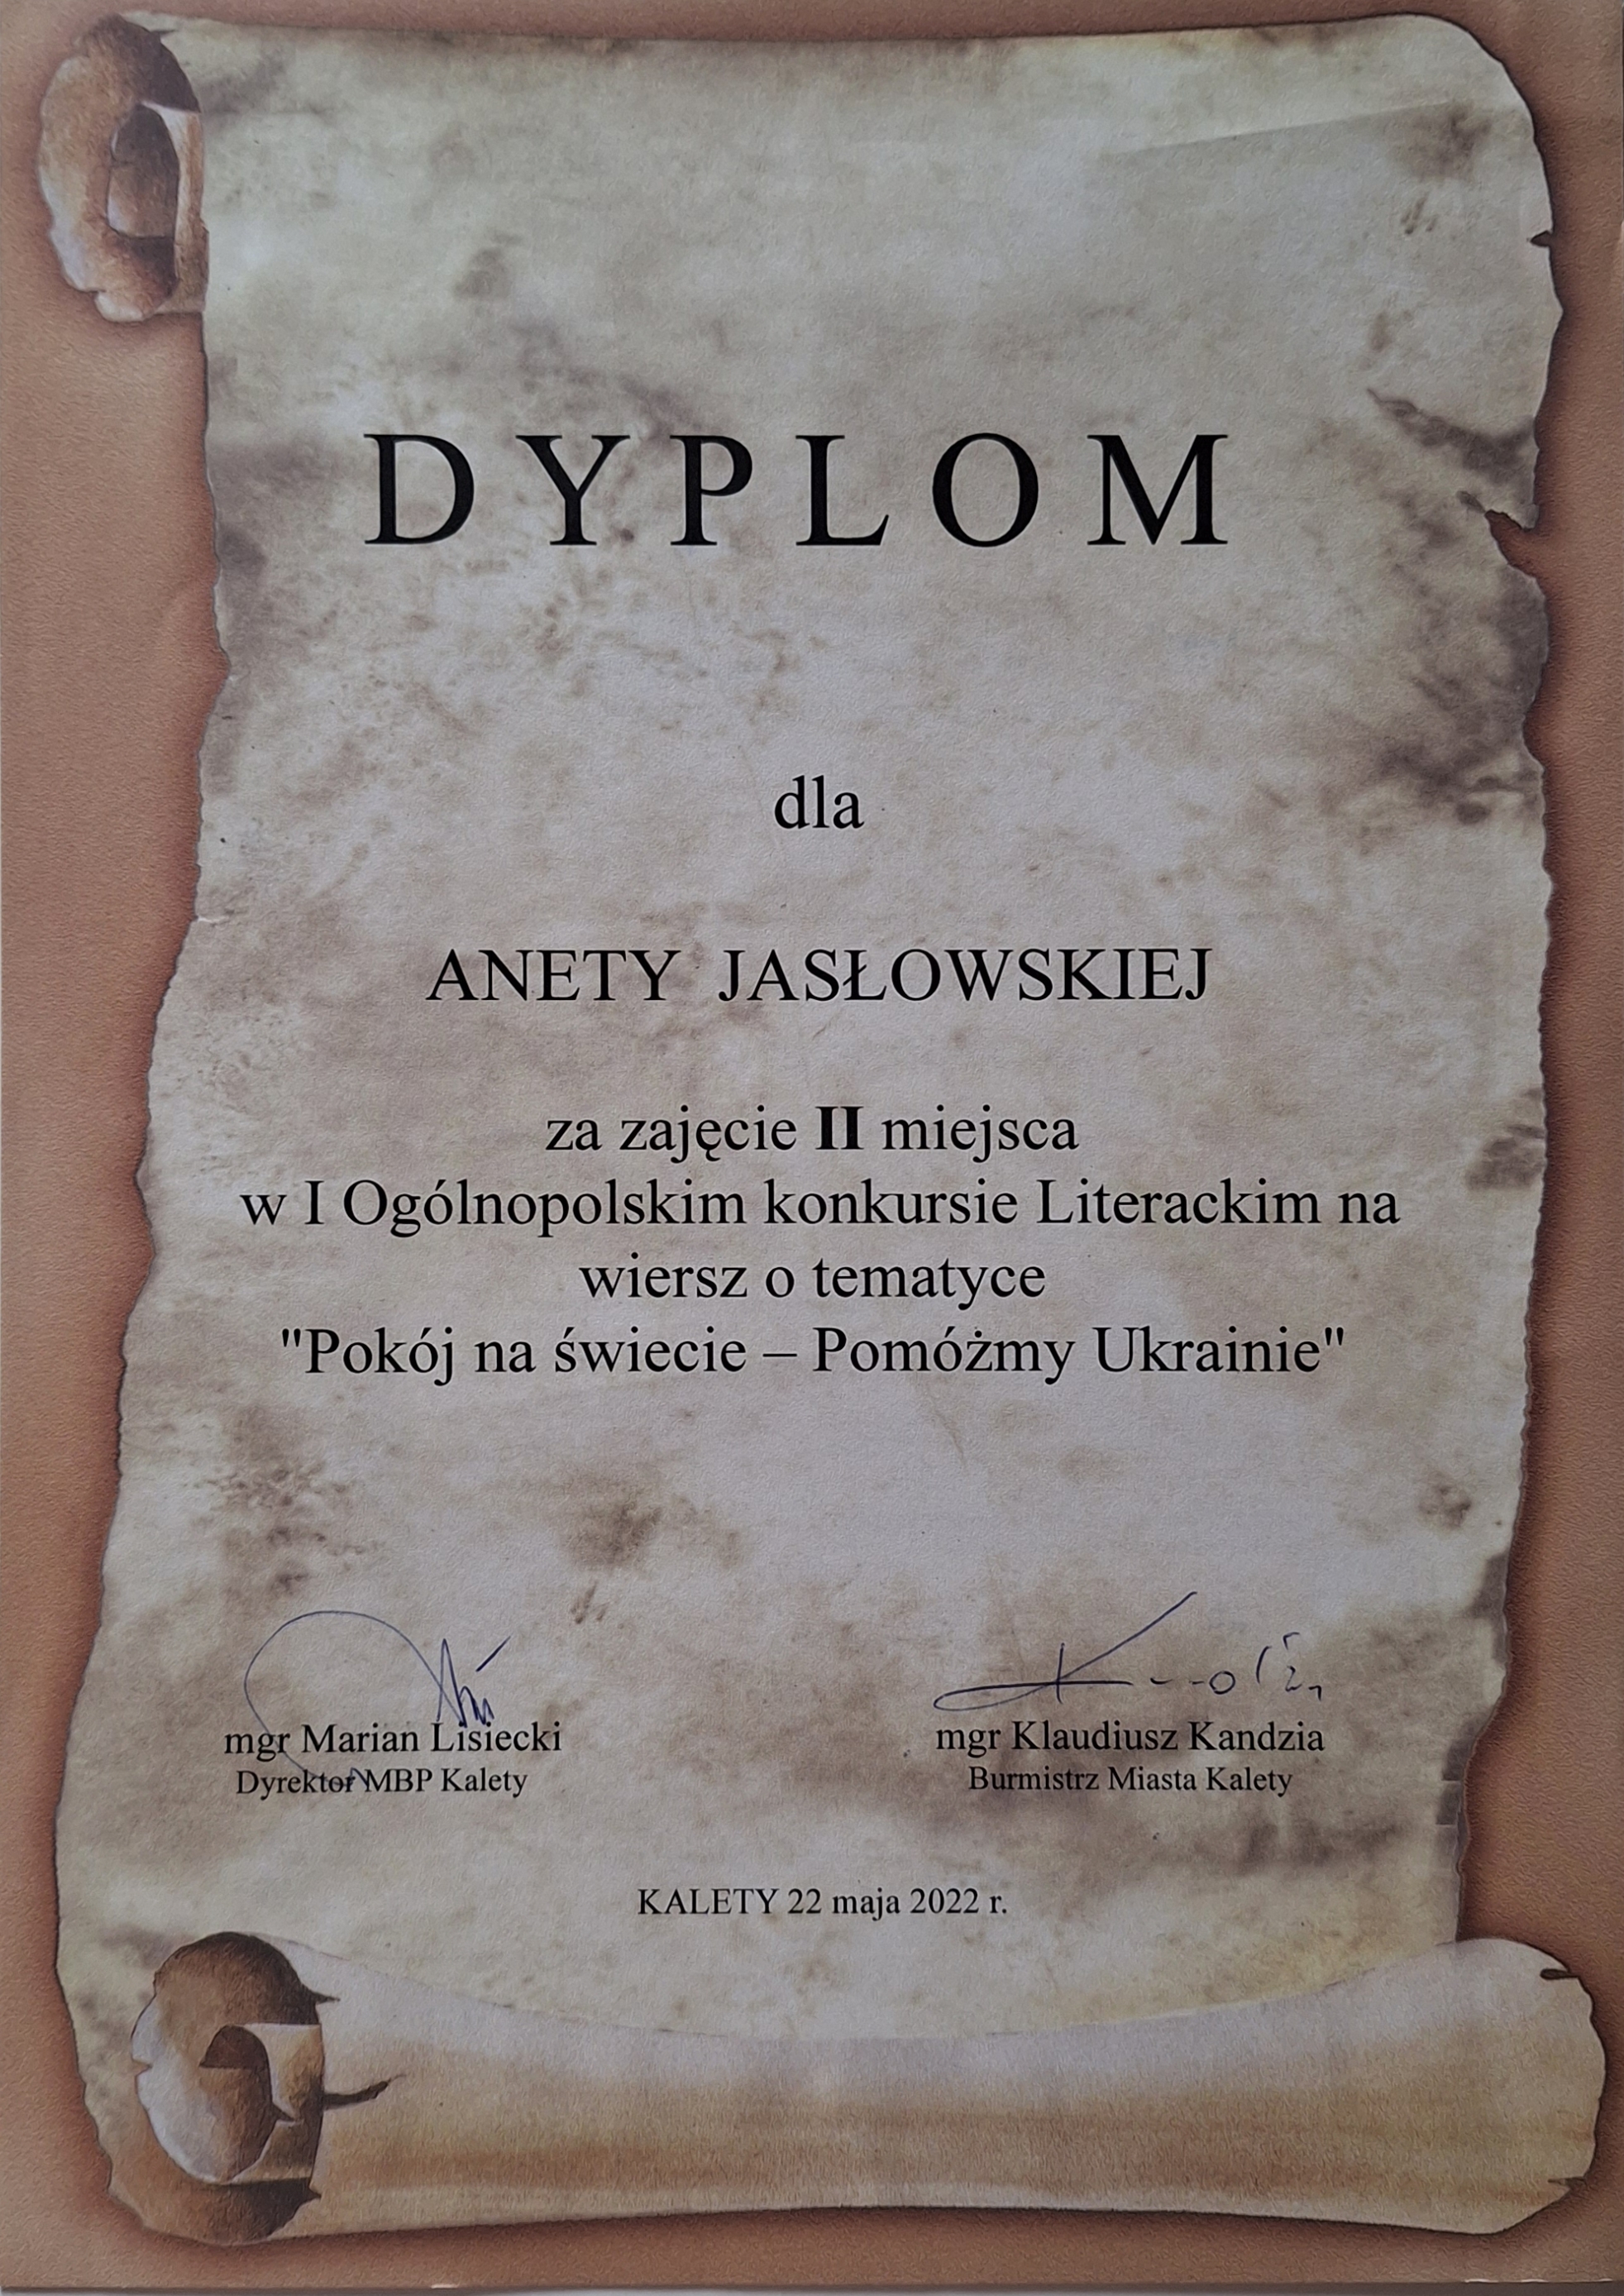 DYPLOM
dla
ANETY JASŁOWSKIEJ
za zajęcie II miejsca
w I Ogólnopolskim konkursie Literackim na
wiersz o tematyce
"Pokój na świecie – Pomóżmy Ukrainie"
mgr Marian Lisiecki
Dyrektor MBP Kalety
mgr Klaudiusz Kandzia
Burmistrz Miasta Kalety
KALETY 22 maja 2022 r.